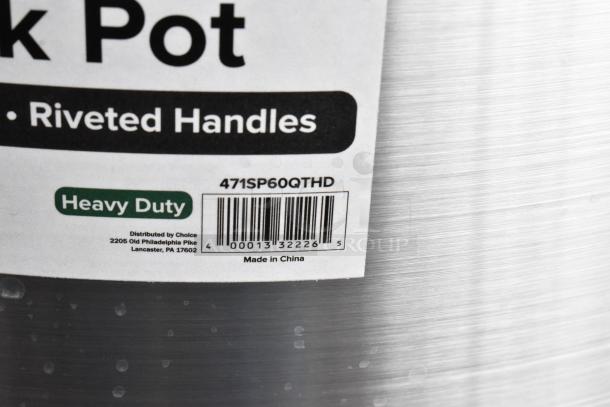 k Pot
• Riveted Handles
471SP60QTHD
Heavy Duty
Distributed by Choice
2205 Old Philadelphia Pike
Lancaster, PA 17602
4 00013 32226 5
Made in China
GROUP